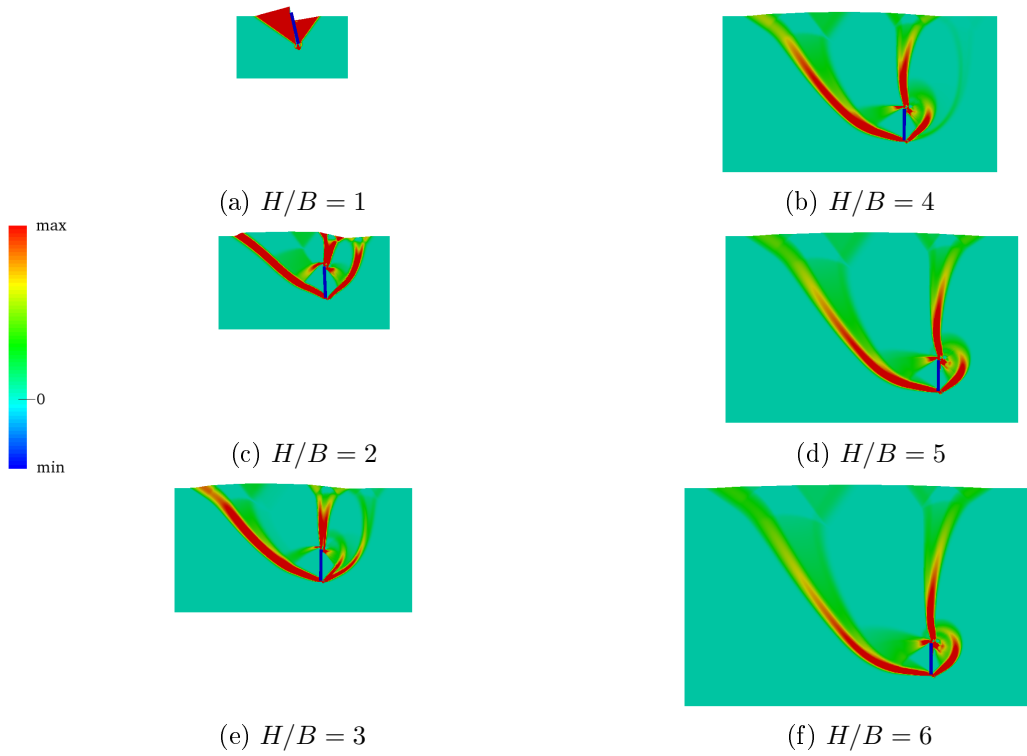 (a) H/B = 1
(b) H/B = 4
max
0
min
(c) H/B = 2
(d) H/B = 5
(e) H/B = 3
(f) H/B = 6